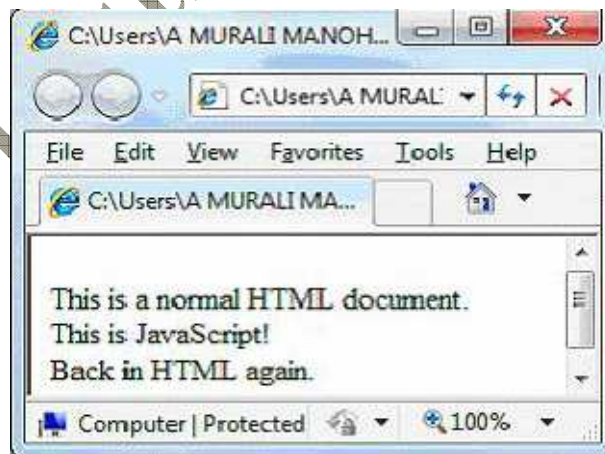 C:\Users\A MURALI MANOH...
C:\Users\A MURAL
File Edit View Favorites Tools Help
C:\Users\A MURALI MA...
This is a normal HTML document.
This is JavaScript!
Back in HTML again.
Computer | Protected 100%